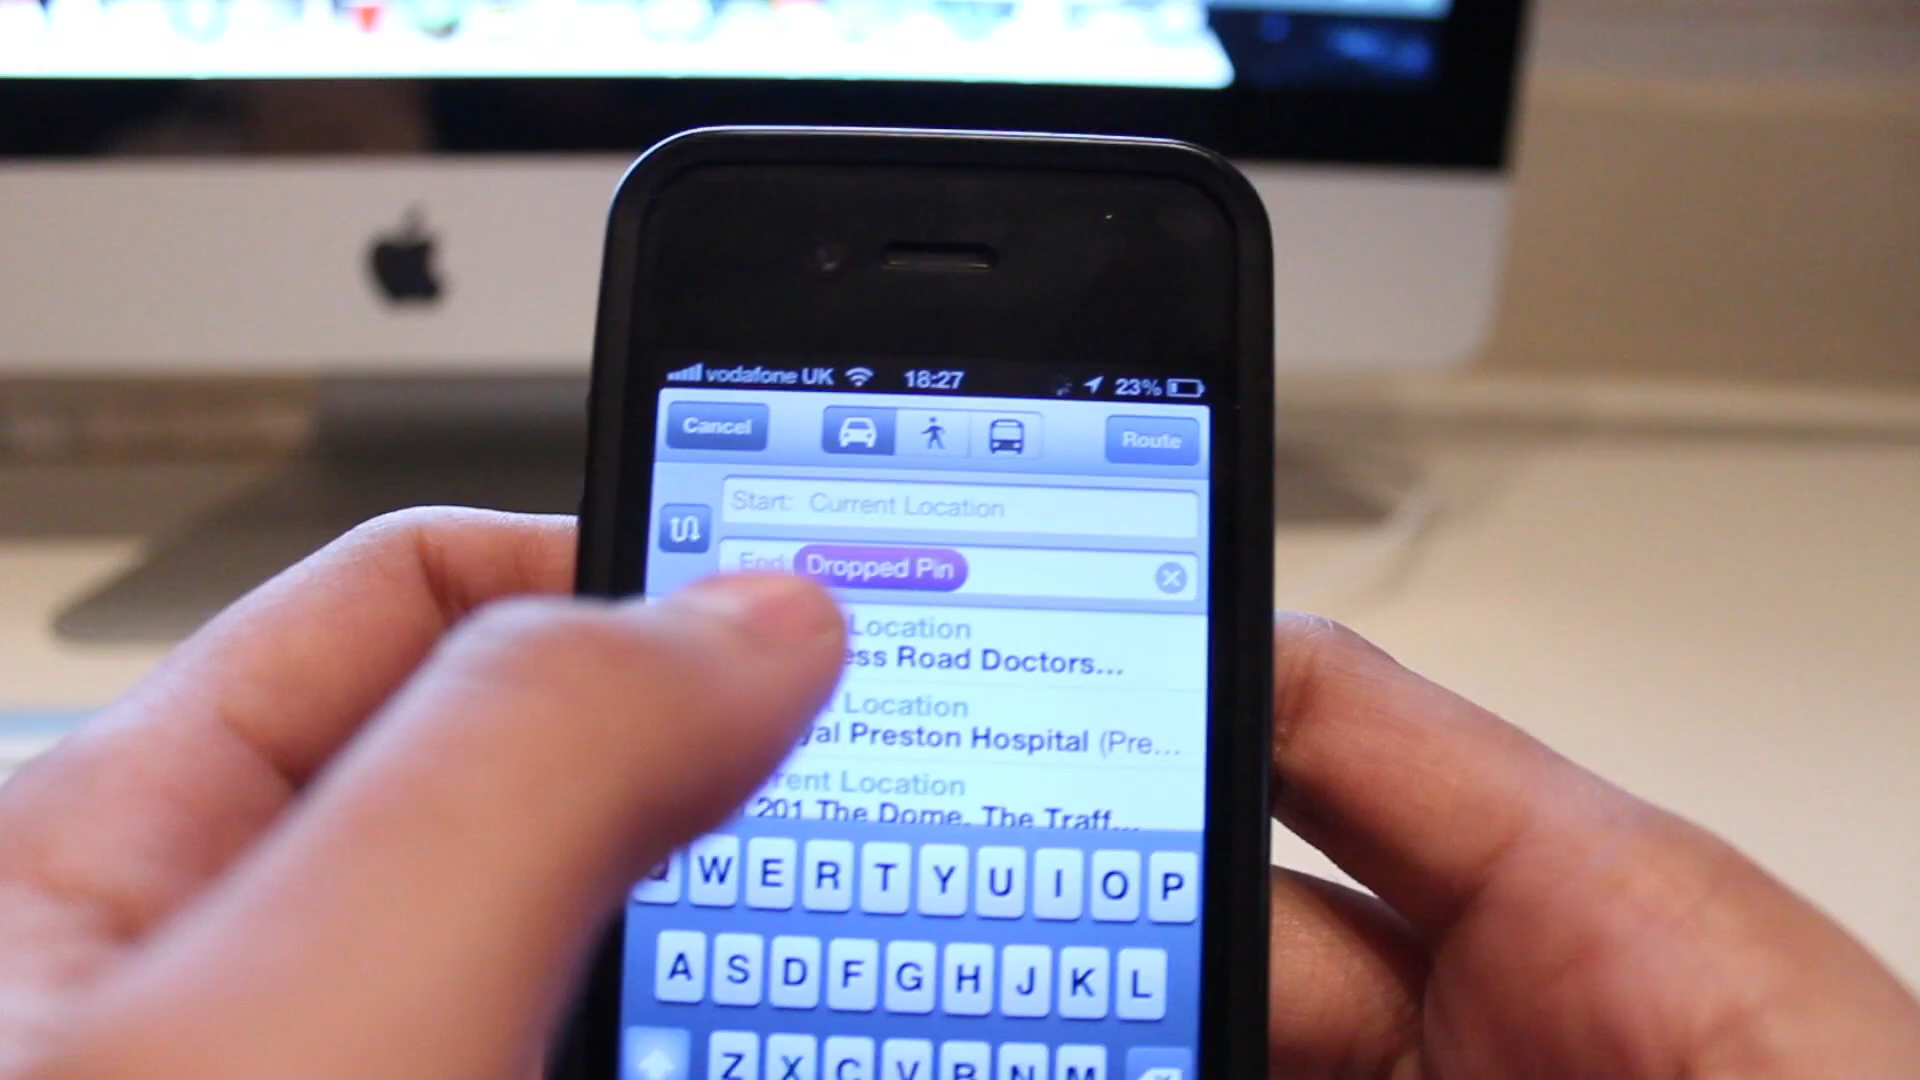 vodafone UK 18:27 23%
Cancel Route
Start: Current Location
End: Dropped Pin
Location
ess Road Doctors...
Location
yal Preston Hospital (Pre...
rrent Location
201 The Dome, The Traff...
Q W E R T Y U I O P
A S D F G H J K L
Z X C V B N M